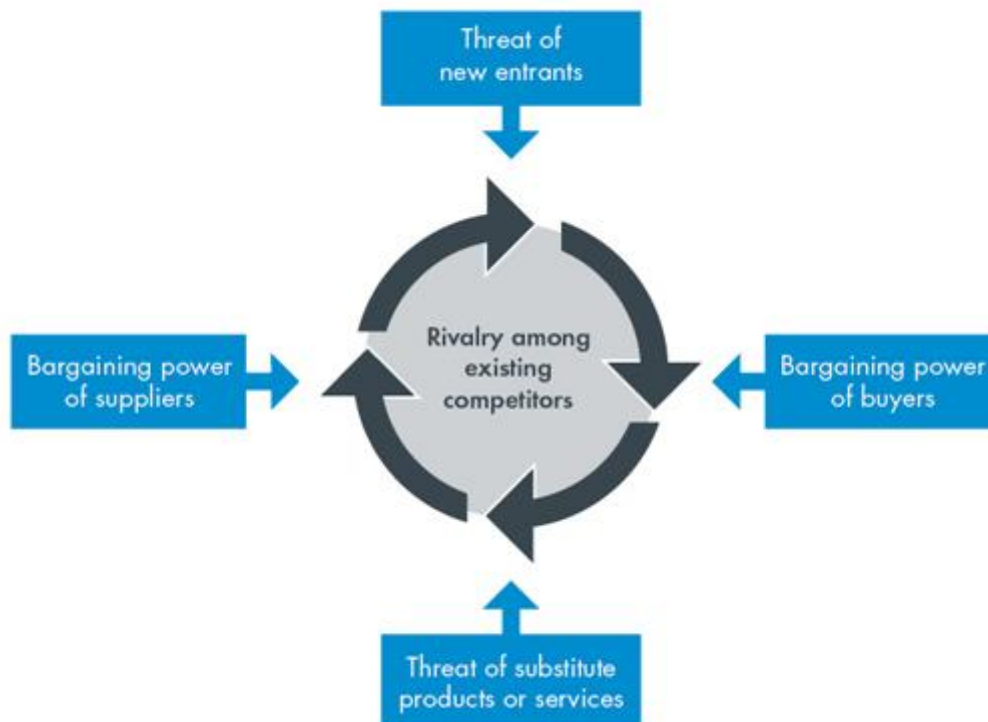 Threat of
new entrants
Bargaining power
of suppliers
Rivalry among
existing
competitors
Bargaining power
of buyers
Threat of substitute
products or services